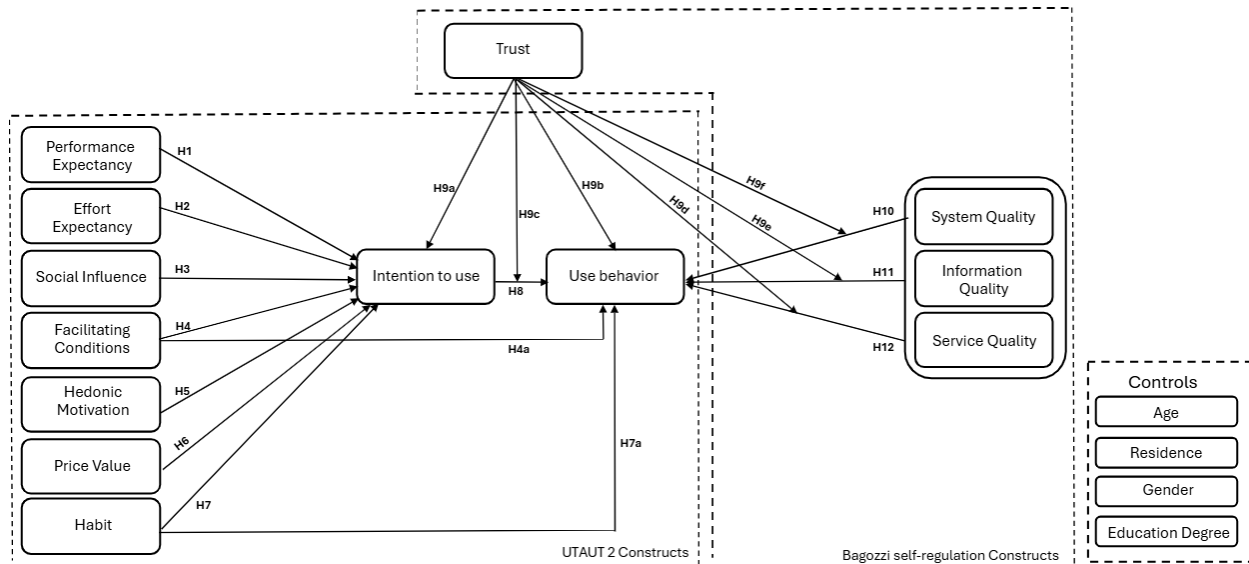 Trust
Performance
Expectancy
Effort
Expectancy
Social Influence
Facilitating
Conditions
Hedonic
Motivation
Price Value
Habit
H1
H2
H3
H4
H4a
H5
H6
H7
H7a
Intention to use
H8
Use behavior
H9a
H9c
H9b
H9d
H9e
H9f
H10
H11
H12
System Quality
Information
Quality
Service Quality
UTAUT 2 Constructs
Bagozzi self-regulation Constructs
Controls
Age
Residence
Gender
Education Degree